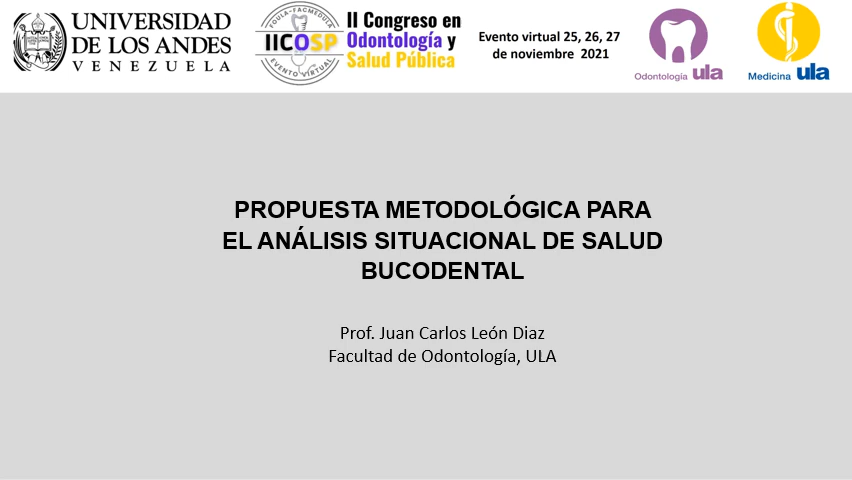 UNIVERSIDAD
DE LOS ANDES
VENEZUELA
FOULA-FACMEDULA
IICOSP
EVENTO VIRTUAL
II Congreso en
Odontología y
Salud Pública
Evento virtual 25, 26, 27
de noviembre 2021
Odontología ula
Medicina ula
PROPUESTA METODOLÓGICA PARA
EL ANÁLISIS SITUACIONAL DE SALUD
BUCODENTAL
Prof. Juan Carlos León Diaz
Facultad de Odontología, ULA